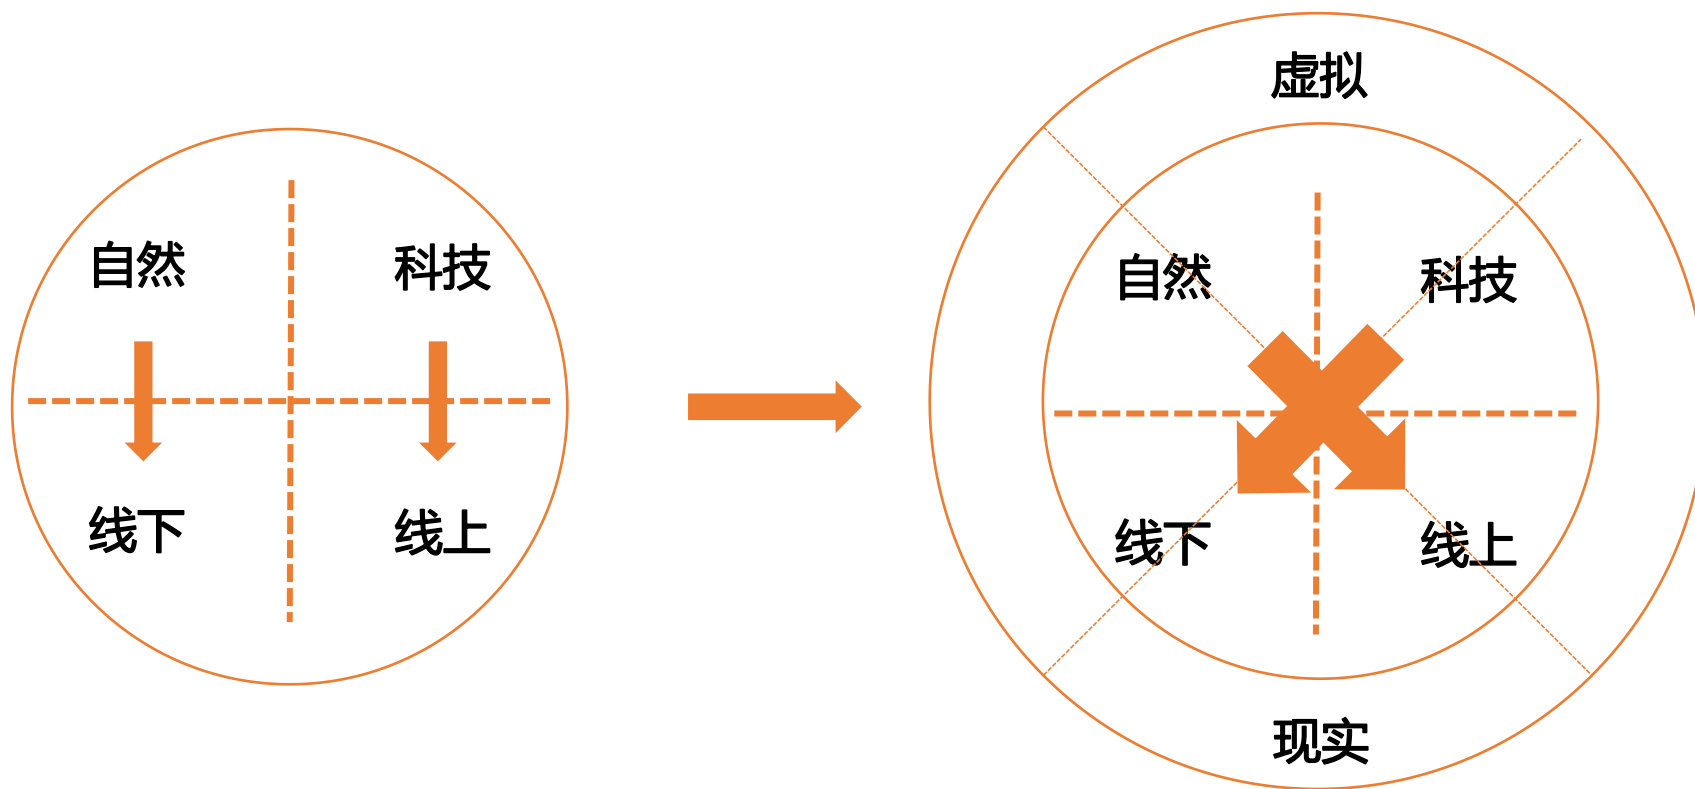 虚拟
自然 科技
自然 科技
线下 线上
线下 线上
现实